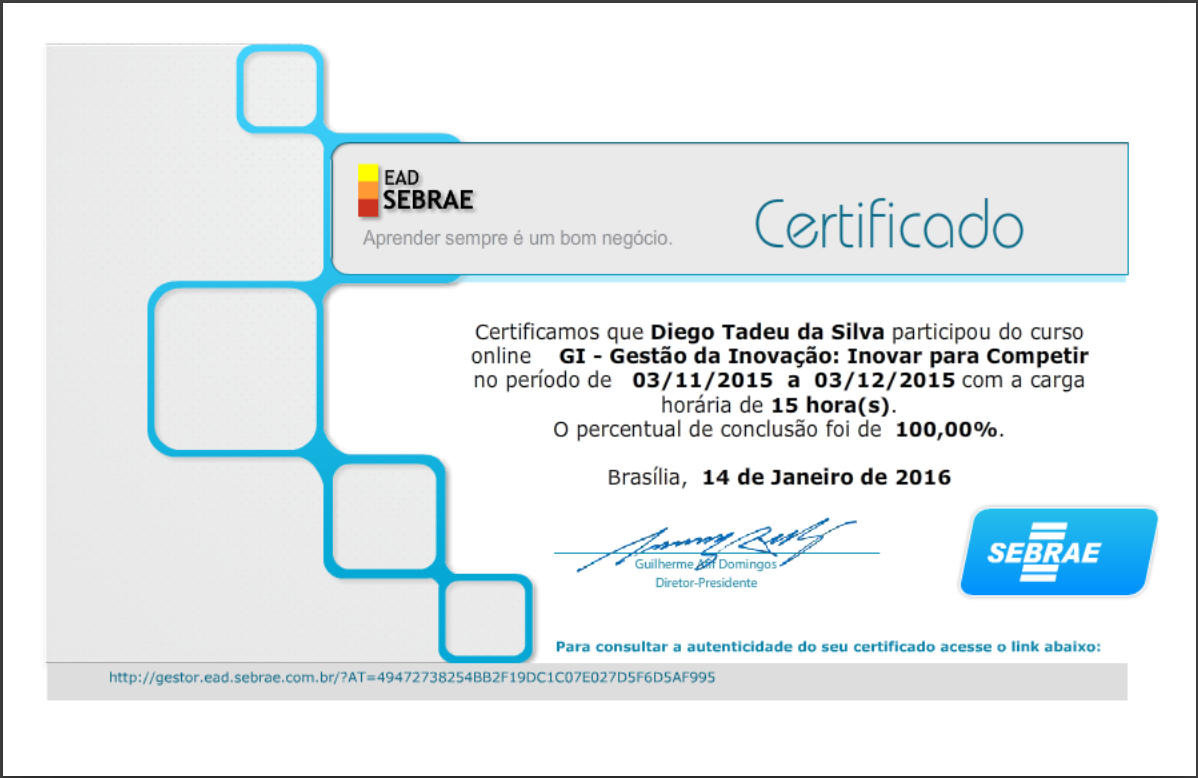 EAD
SEBRAE
Aprender sempre é um bom negócio.
Certificado
Certificamos que Diego Tadeu da Silva participou do curso
online GI - Gestão da Inovação: Inovar para Competir
no período de 03/11/2015 a 03/12/2015 com a carga
horária de 15 hora(s).
O percentual de conclusão foi de 100,00%.
Brasília, 14 de Janeiro de 2016
Guilherme Afif Domingos
Diretor-Presidente
SEBRAE
Para consultar a autenticidade do seu certificado acesse o link abaixo:
http://gestor.ead.sebrae.com.br/?AT=49472738254BB2F19DC1C07E027D5F6D5AF995